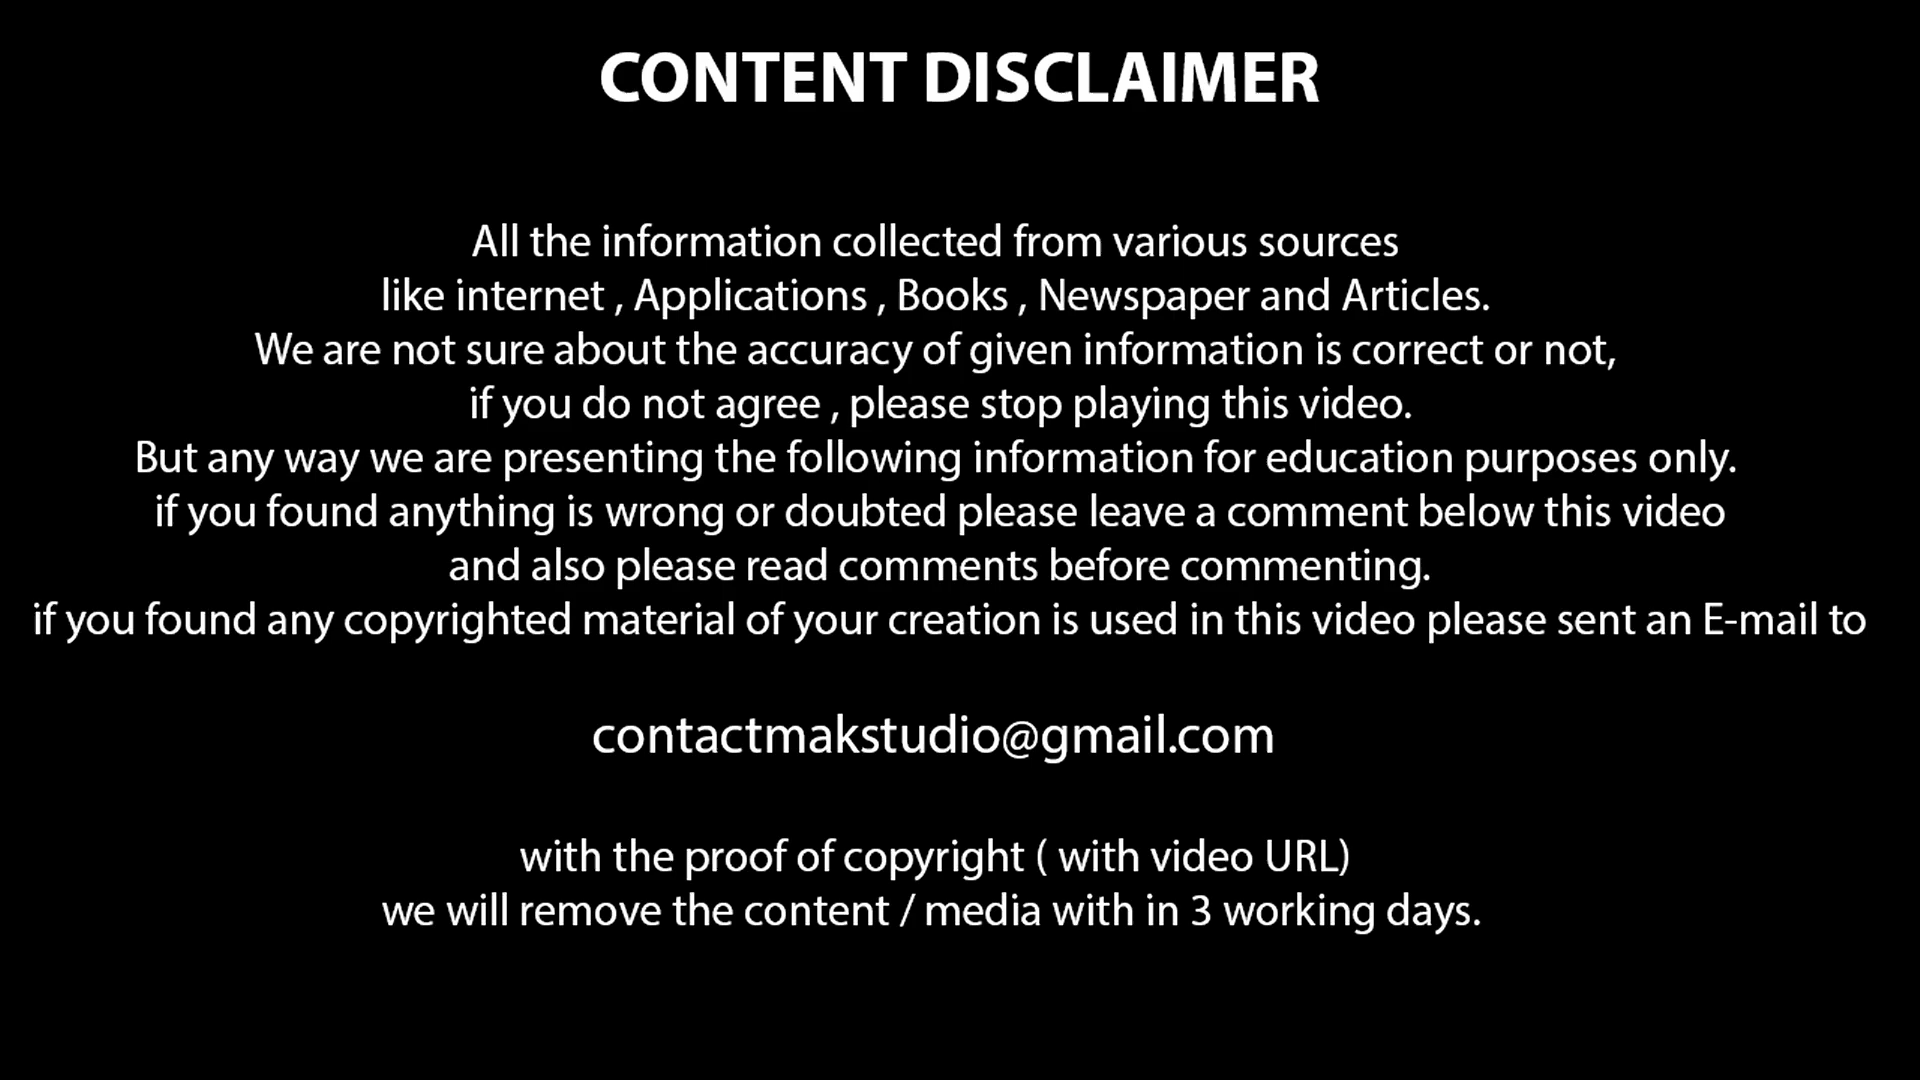 CONTENT DISCLAIMER
All the information collected from various sources
like internet , Applications , Books , Newspaper and Articles.
We are not sure about the accuracy of given information is correct or not,
if you do not agree , please stop playing this video.
But any way we are presenting the following information for education purposes only.
if you found anything is wrong or doubted please leave a comment below this video
and also please read comments before commenting.
if you found any copyrighted material of your creation is used in this video please sent an E-mail to
contactmakstudio@gmail.com
with the proof of copyright ( with video URL)
we will remove the content / media with in 3 working days.